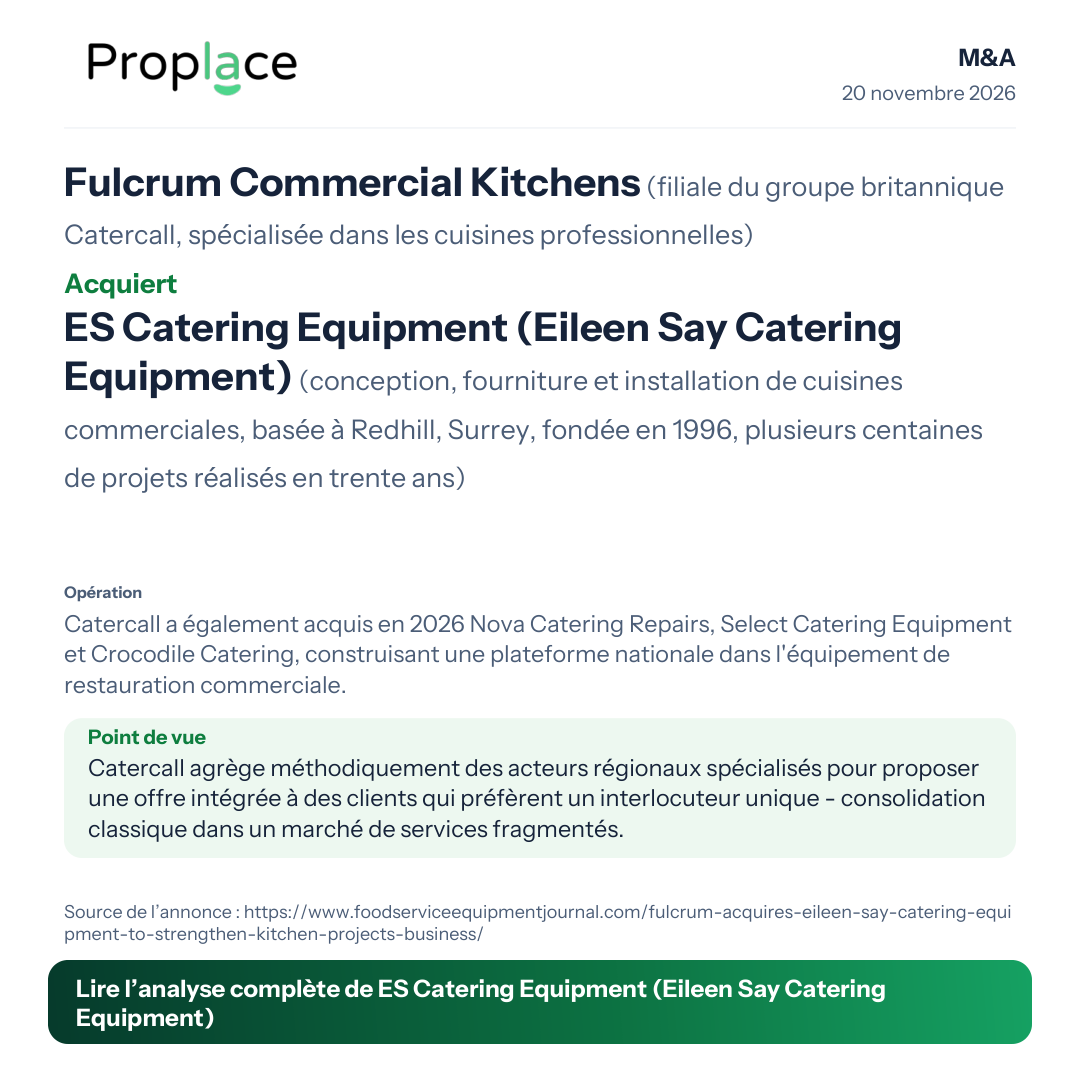 Proplace
M&A
20 novembre 2026
Fulcrum Commercial Kitchens (filiale du groupe britannique
Catercall, spécialisée dans les cuisines professionnelles)
Acquiert
ES Catering Equipment (Eileen Say Catering
Equipment) (conception, fourniture et installation de cuisines
commerciales, basée à Redhill, Surrey, fondée en 1996, plusieurs centaines
de projets réalisés en trente ans)
Opération
Catercall a également acquis en 2026 Nova Catering Repairs, Select Catering Equipment
et Crocodile Catering, construisant une plateforme nationale dans l'équipement de
restauration commerciale.
Point de vue
Catercall agrège méthodiquement des acteurs régionaux spécialisés pour proposer
une offre intégrée à des clients qui préfèrent un interlocuteur unique - consolidation
classique dans un marché de services fragmentés.
Source de l’annonce : https://www.foodserviceequipmentjournal.com/fulcrum-acquires-eileen-say-catering-equi
pment-to-strengthen-kitchen-projects-business/
Lire l’analyse complète de ES Catering Equipment (Eileen Say Catering
Equipment)